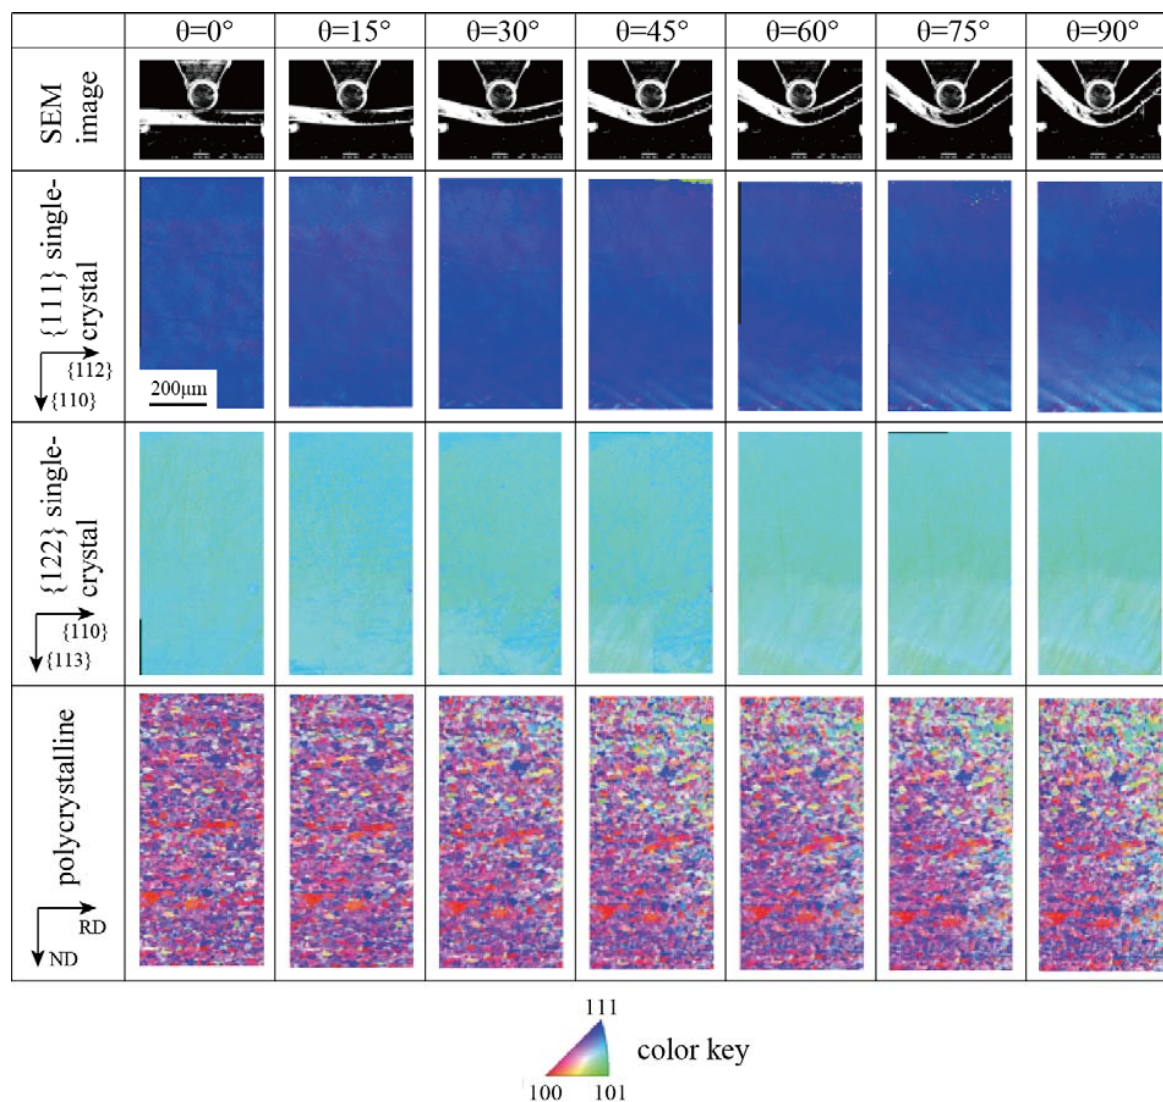 θ=0° θ=15° θ=30° θ=45° θ=60° θ=75° θ=90°
SEM
image
{111} single-
crystal
{112}
{110}
200μm
{122} single-
crystal
{110}
{113}
polycrystalline
RD
ND
111
color key
100 101